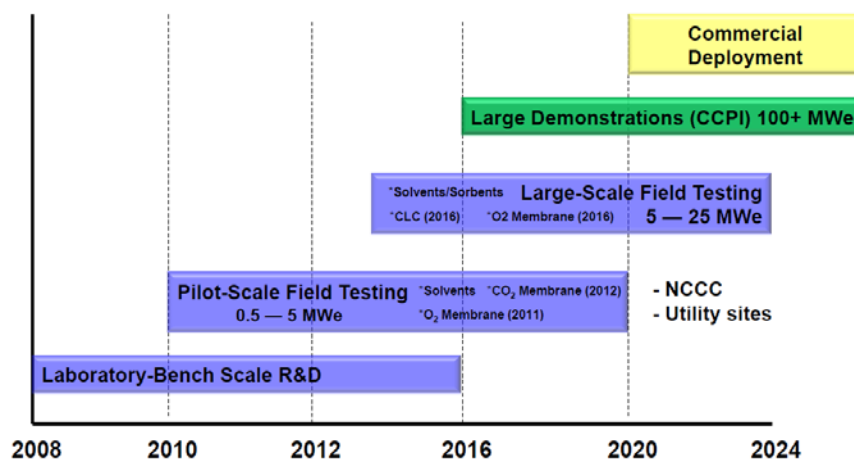 Commercial
Deployment
Large Demonstrations (CCPI) 100+ MWe
*Solvents/Sorbents Large-Scale Field Testing
*CLC (2016) *O2 Membrane (2016) 5 — 25 MWe
Pilot-Scale Field Testing *Solvents *CO₂ Membrane (2012)
0.5 — 5 MWe *O₂ Membrane (2011)
- NCCC
- Utility sites
Laboratory-Bench Scale R&D
2008 2010 2012 2016 2020 2024